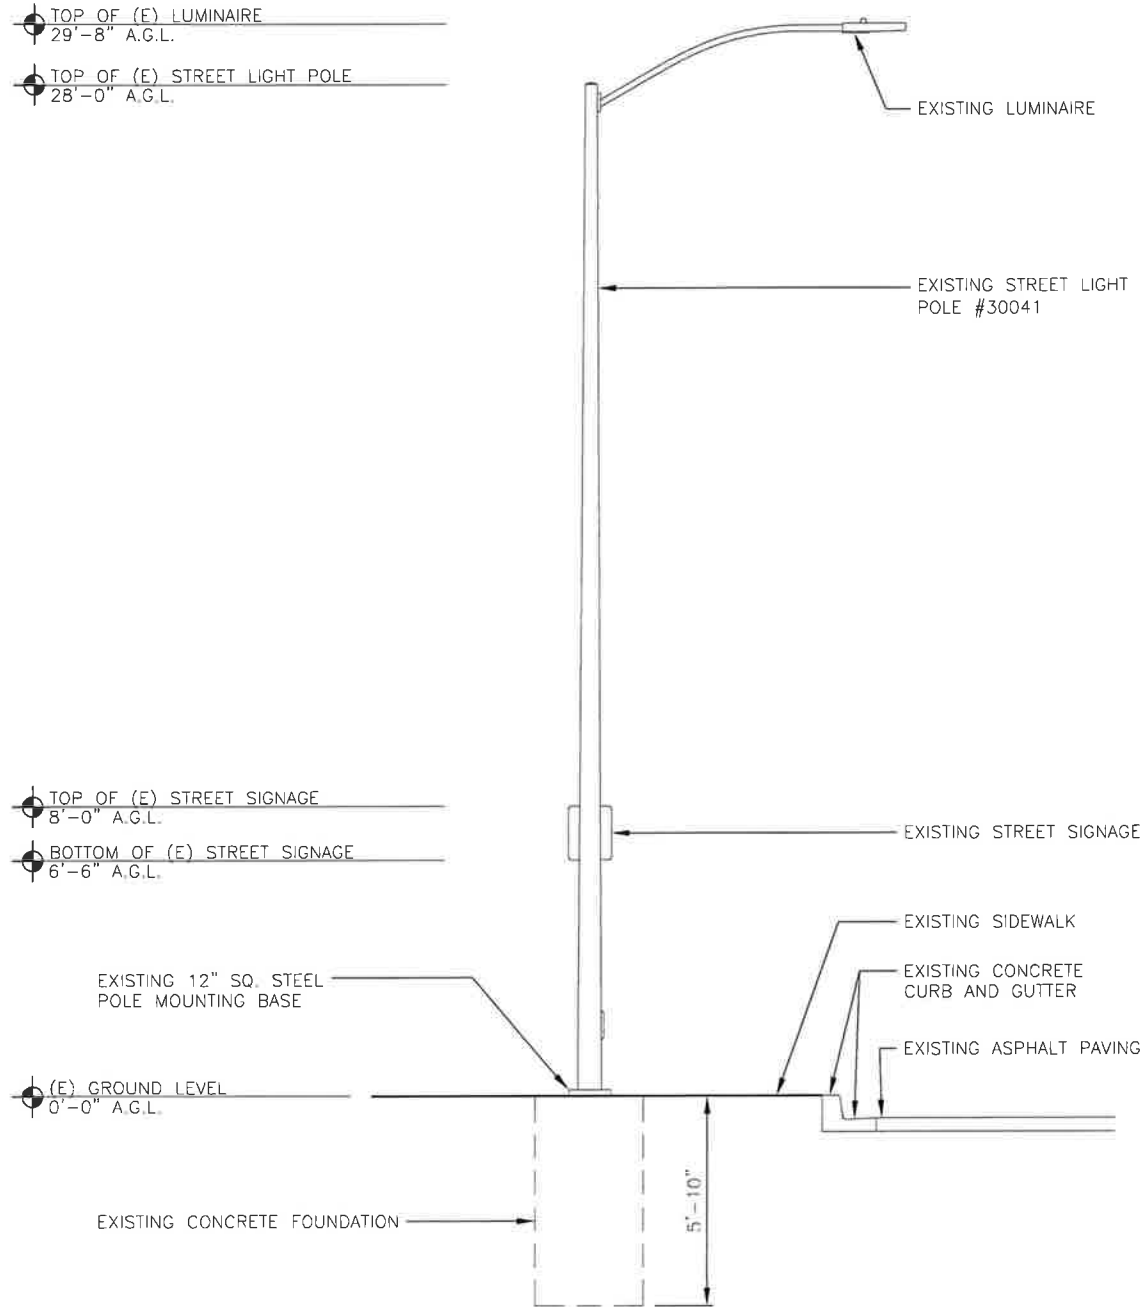 TOP OF (E) LUMINAIRE
29'-8" A.G.L.
TOP OF (E) STREET LIGHT POLE
28'-0" A.G.L.
EXISTING LUMINAIRE
EXISTING STREET LIGHT
POLE #30041
TOP OF (E) STREET SIGNAGE
8'-0" A.G.L.
BOTTOM OF (E) STREET SIGNAGE
6'-6" A.G.L.
EXISTING STREET SIGNAGE
EXISTING SIDEWALK
EXISTING 12" SQ. STEEL
POLE MOUNTING BASE
EXISTING CONCRETE
CURB AND GUTTER
EXISTING ASPHALT PAVING
(E) GROUND LEVEL
0'-0" A.G.L.
5'-10"
EXISTING CONCRETE FOUNDATION